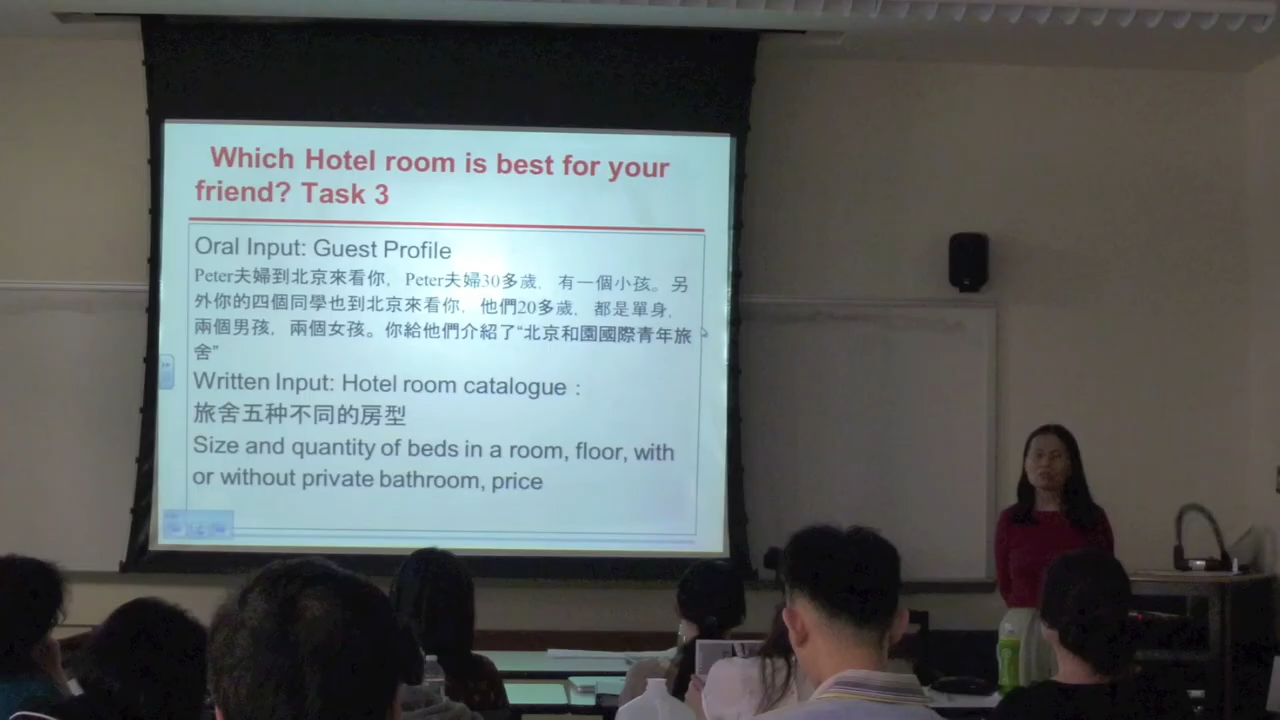 Which Hotel room is best for your
friend? Task 3
Oral Input: Guest Profile
Peter夫婦到北京來看你，Peter夫婦30多歲，有一個小孩。另
外你的四個同學也到北京來看你，他們20多歲，都是單身，
兩個男孩，兩個女孩。你給他們介紹了“北京和園國際青年旅
舍”
Written Input: Hotel room catalogue：
旅舍五种不同的房型
Size and quantity of beds in a room, floor, with
or without private bathroom, price